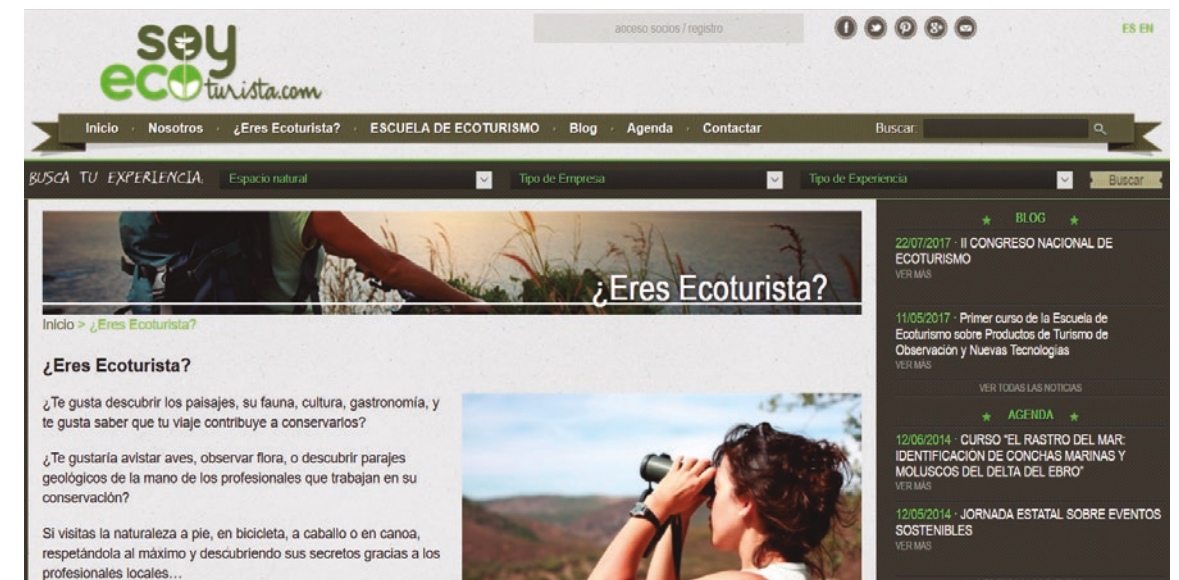 soy
ecoturista.com
acceso socios / registro
ES EN
Inicio · Nosotros · ¿Eres Ecoturista? · ESCUELA DE ECOTURISMO · Blog · Agenda · Contactar
Buscar:
BUSCA TU EXPERIENCIA:
Espacio natural
Tipo de Empresa
Tipo de Experiencia
Buscar
¿Eres Ecoturista?
Inicio > ¿Eres Ecoturista?
¿Eres Ecoturista?
¿Te gusta descubrir los paisajes, su fauna, cultura, gastronomía, y
te gusta saber que tu viaje contribuye a conservarlos?
¿Te gustaría avistar aves, observar flora, o descubrir parajes
geológicos de la mano de los profesionales que trabajan en su
conservación?
Si visitas la naturaleza a pie, en bicicleta, a caballo o en canoa,
respetándola al máximo y descubriendo sus secretos gracias a los
profesionales locales…
BLOG
22/07/2017 · II CONGRESO NACIONAL DE
ECOTURISMO
VER MÁS
11/05/2017 · Primer curso de la Escuela de
Ecoturismo sobre Productos de Turismo de
Observación y Nuevas Tecnologías
VER MÁS
VER TODAS LAS NOTICIAS
AGENDA
12/06/2014 · CURSO "EL RASTRO DEL MAR:
IDENTIFICACIÓN DE CONCHAS MARINAS Y
MOLUSCOS DEL DELTA DEL EBRO"
VER MÁS
12/05/2014 · JORNADA ESTATAL SOBRE EVENTOS
SOSTENIBLES
VER MÁS